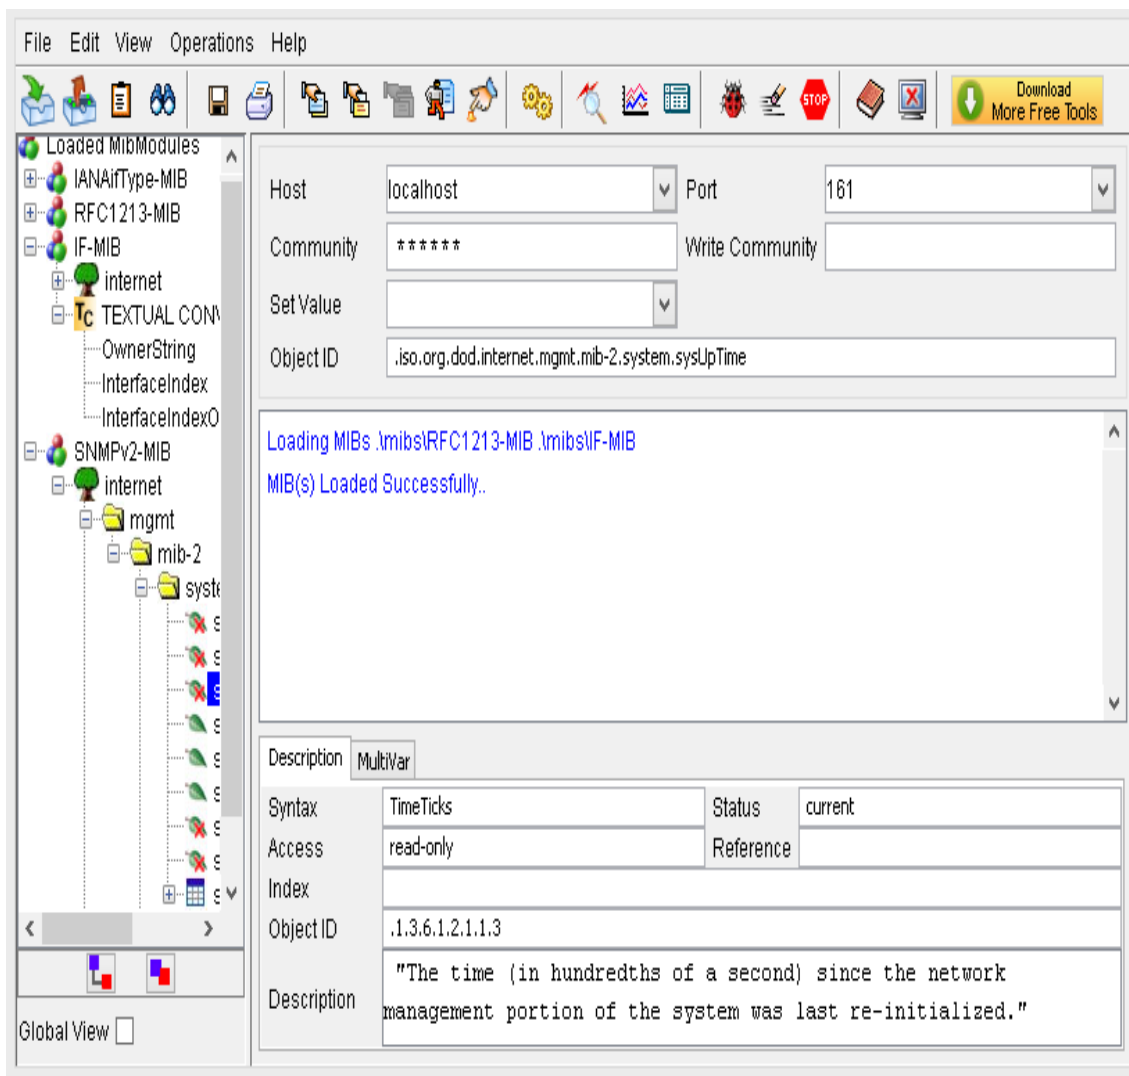 File Edit View Operations Help
STOP
Download
More Free Tools
Loaded MibModules
IANAifType-MIB
RFC1213-MIB
IF-MIB
internet
Tc TEXTUAL CONV
OwnerString
InterfaceIndex
InterfaceIndexO
SNMPv2-MIB
internet
mgmt
mib-2
syste
Global View
Host localhost Port 161
Community ****** Write Community
Set Value
Object ID .iso.org.dod.internet.mgmt.mib-2.system.sysUpTime
Loading MIBs .\mibs\RFC1213-MIB .\mibs\IF-MIB
MIB(s) Loaded Successfully..
Description MultiVar
Syntax TimeTicks Status current
Access read-only Reference
Index
Object ID .1.3.6.1.2.1.1.3
Description "The time (in hundredths of a second) since the network
management portion of the system was last re-initialized."